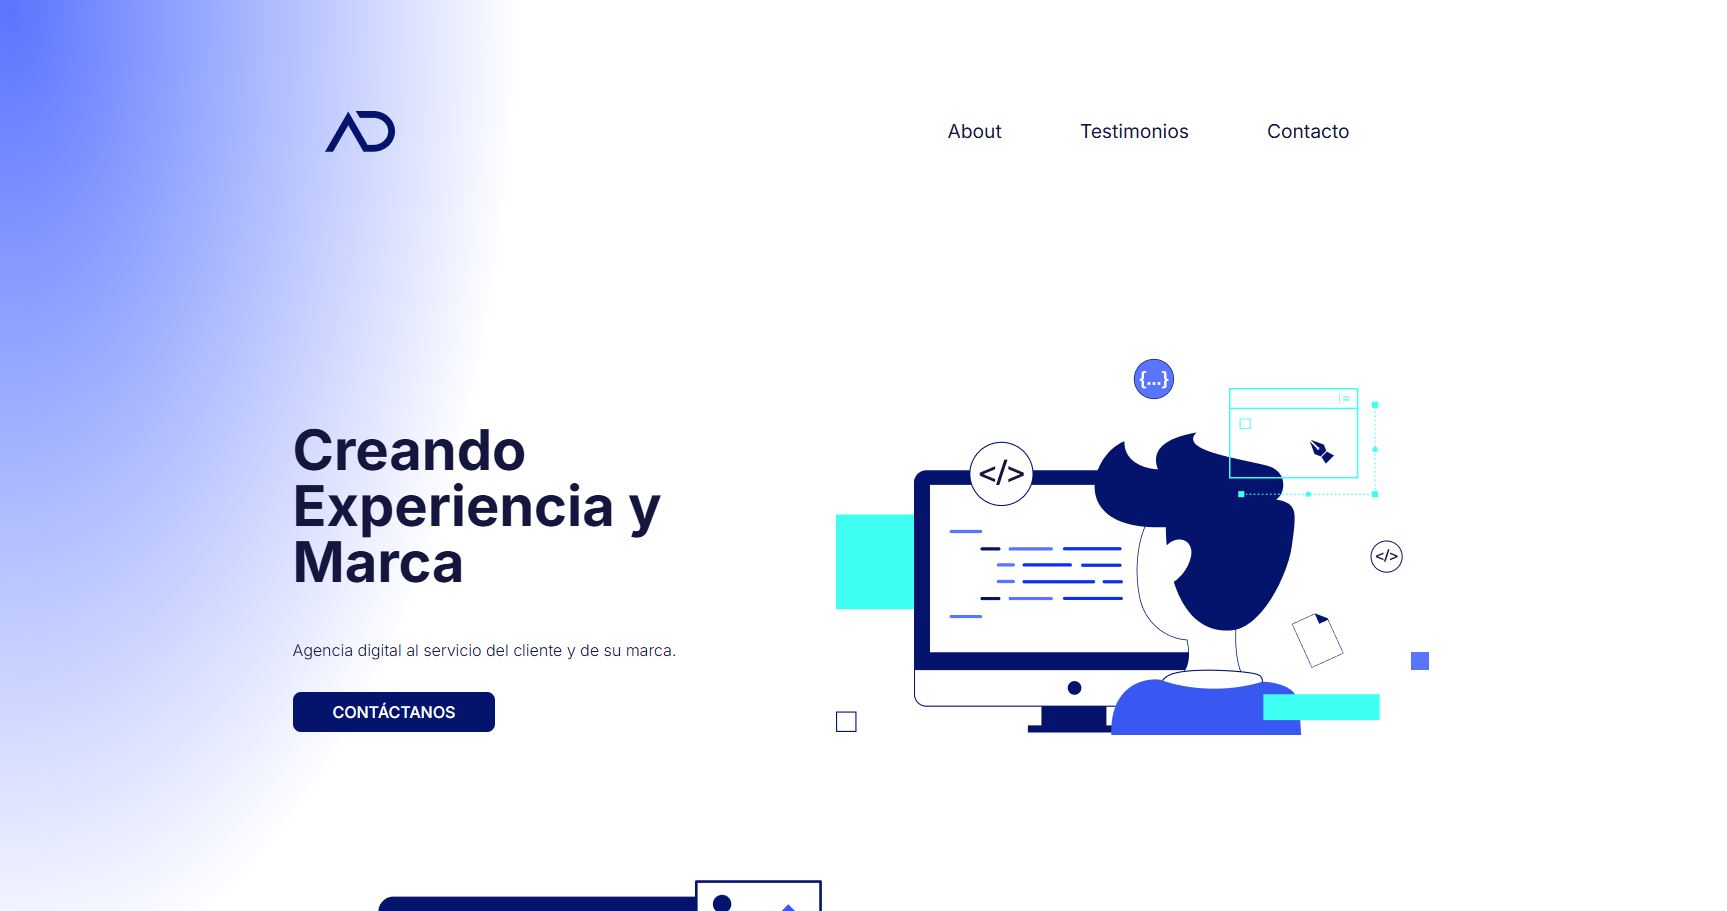 AD
About
Testimonios
Contacto
{...}
</>
</>
Creando
Experiencia y
Marca
Agencia digital al servicio del cliente y de su marca.
CONTÁCTANOS